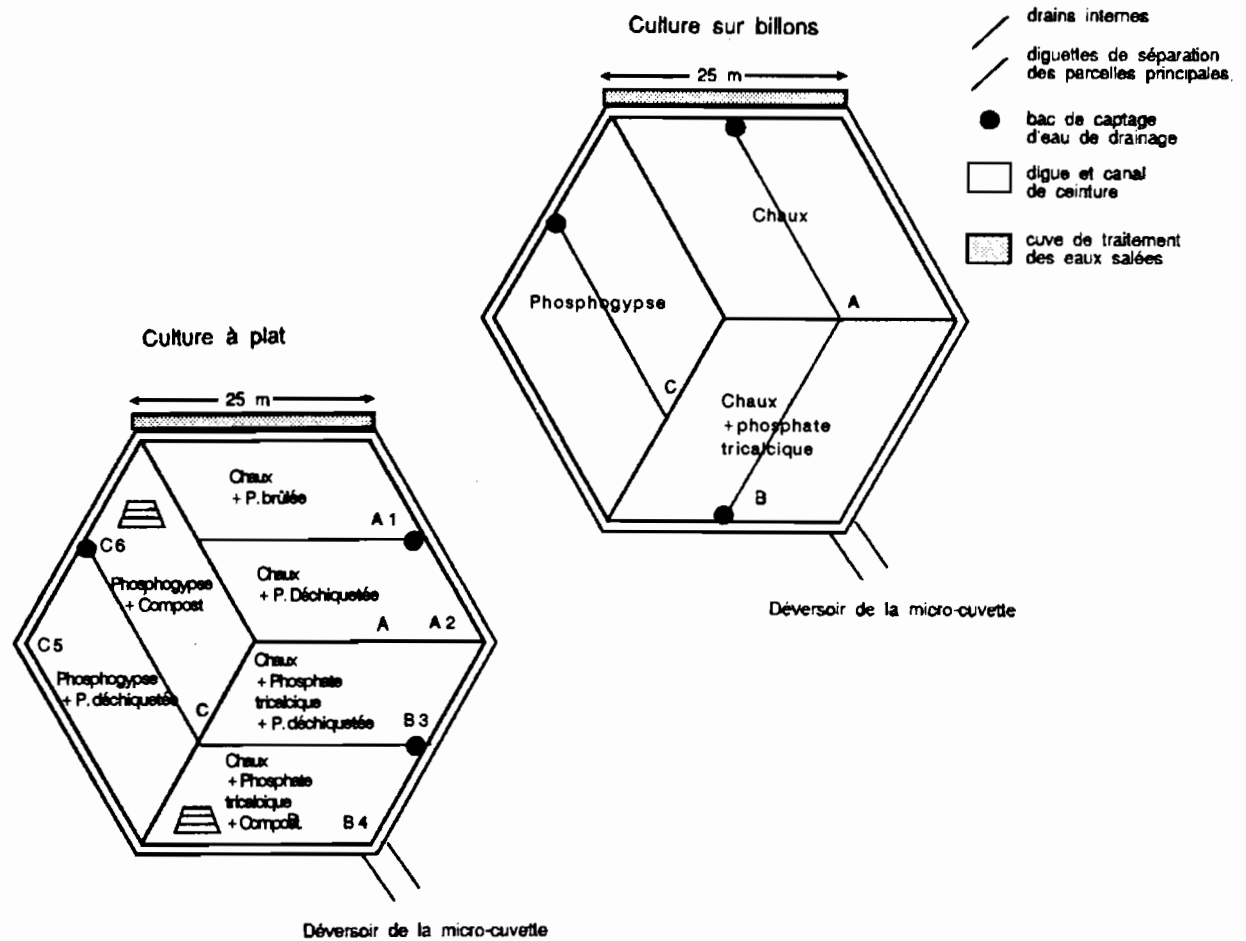 Culture sur billons
25 m
Chaux
A
Phosphogypse
C
Chaux
+ phosphate
tricalcique
B
Déversoir de la micro-cuvette
drains internes
diguettes de séparation
des parcelles principales.
bac de captage
d'eau de drainage
digue et canal
de ceinture
cuve de traitement
des eaux salées
Culture à plat
25 m
Chaux
+ P. brûlée
A 1
C6
Phosphogypse
+ Compost
Chaux
+ P. Déchiquetée
A
A 2
C5
Phosphogypse
+ P. déchiquetée
C
Chaux
+ Phosphate
tricalcique
+ P. déchiquetée
B 3
Chaux
+ Phosphate
tricalcique
+ Compost.
B
B 4
Déversoir de la micro-cuvette